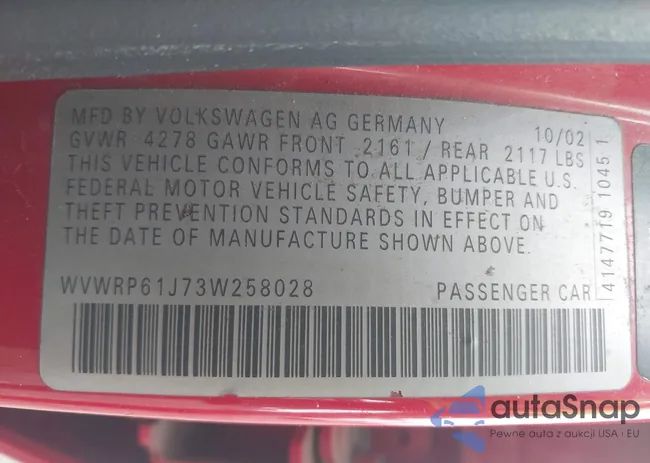 MFD BY VOLKSWAGEN AG GERMANY 10/02
GVWR 4278 GAWR FRONT 2161 / REAR 2117 LBS
THIS VEHICLE CONFORMS TO ALL APPLICABLE U.S.
FEDERAL MOTOR VEHICLE SAFETY, BUMPER AND
THEFT PREVENTION STANDARDS IN EFFECT ON
THE DATE OF MANUFACTURE SHOWN ABOVE.
WVWRP61J73W258028 PASSENGER CAR
4147719 1045 1
autaSnap
Pewne auta z aukcji USA i EU